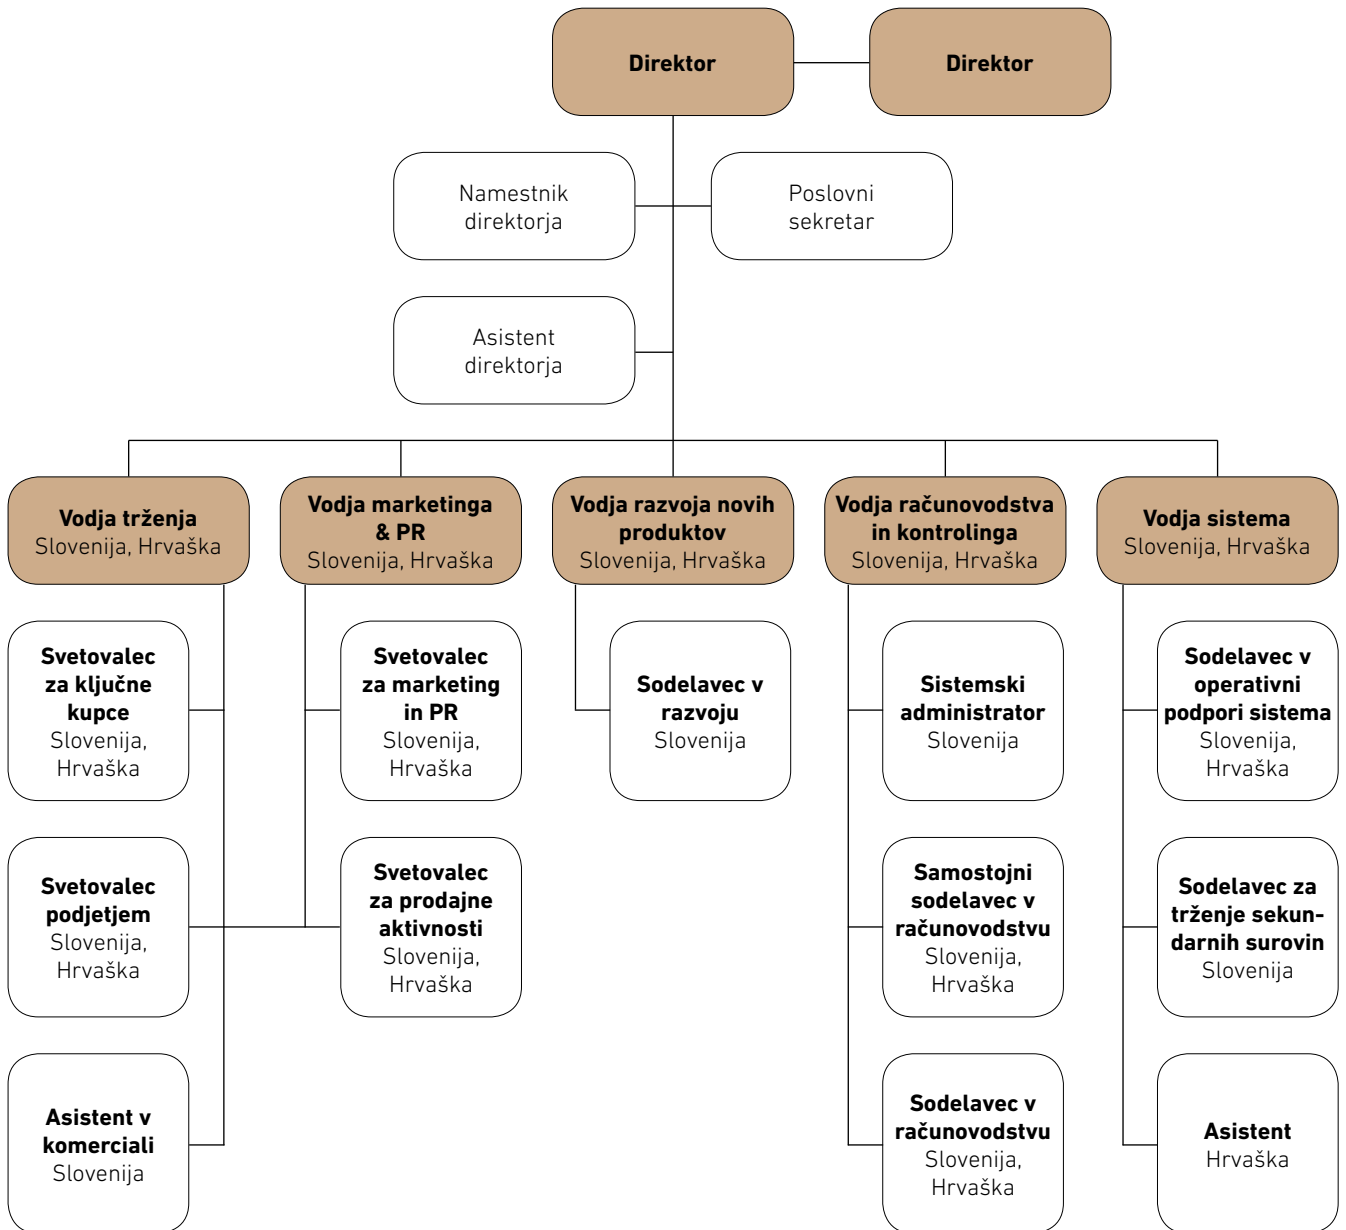 Direktor
Direktor
Namestnik
direktorja
Poslovni
sekretar
Asistent
direktorja
Vodja trženja
Slovenija, Hrvaška
Vodja marketinga
& PR
Slovenija, Hrvaška
Vodja razvoja novih
produktov
Slovenija, Hrvaška
Vodja računovodstva
in kontrolinga
Slovenija, Hrvaška
Vodja sistema
Slovenija, Hrvaška
Svetovalec
za ključne
kupce
Slovenija,
Hrvaška
Svetovalec
za marketing
in PR
Slovenija,
Hrvaška
Sodelavec v
razvoju
Slovenija
Sistemski
administrator
Slovenija
Sodelavec v
operativni
podpori sistema
Slovenija,
Hrvaška
Svetovalec
podjetjem
Slovenija,
Hrvaška
Svetovalec
za prodajne
aktivnosti
Slovenija,
Hrvaška
Samostojni
sodelavec v
računovodstvu
Slovenija,
Hrvaška
Sodelavec za
trženje sekun-
darnih surovin
Slovenija
Asistent v
komerciali
Slovenija
Sodelavec v
računovodstvu
Slovenija,
Hrvaška
Asistent
Hrvaška